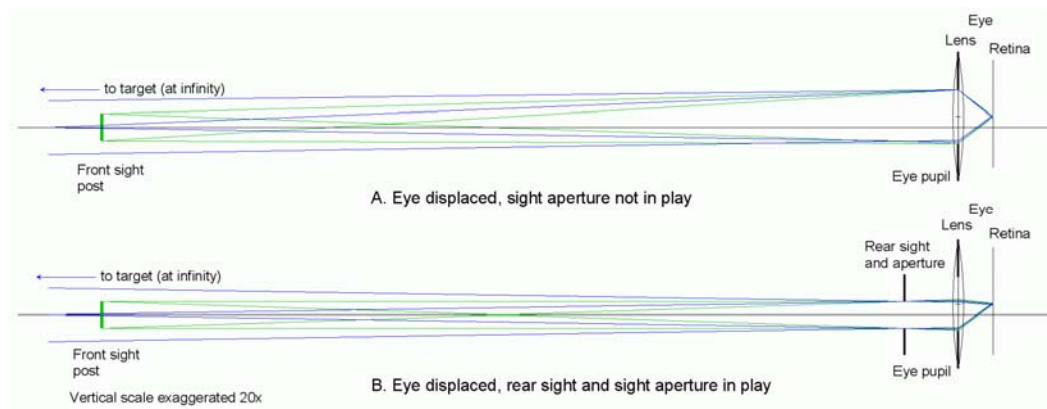 Eye
Lens
Retina
to target (at infinity)
Front sight
post
Eye pupil
A. Eye displaced, sight aperture not in play
Eye
Lens
Retina
Rear sight
and aperture
to target (at infinity)
Front sight
post
Eye pupil
B. Eye displaced, rear sight and sight aperture in play
Vertical scale exaggerated 20x